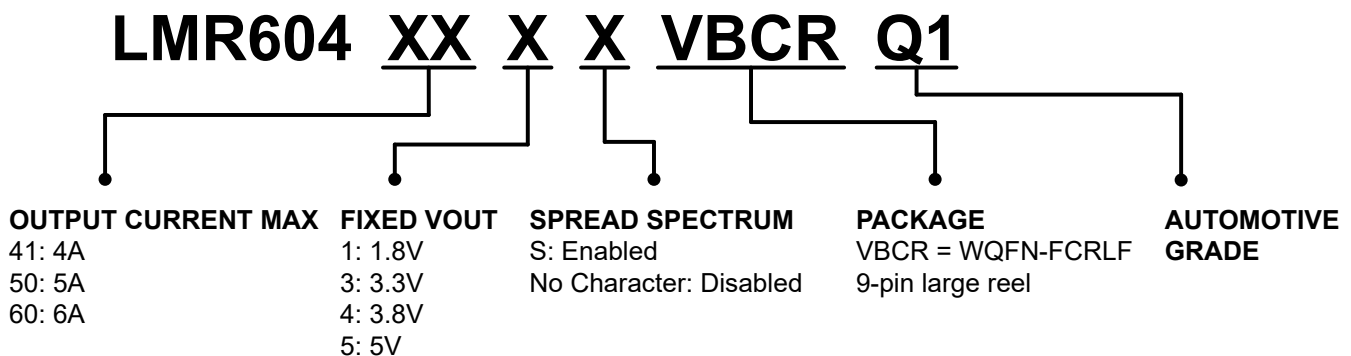 LMR604 XX X X VBCR Q1
OUTPUT CURRENT MAX
41: 4A
50: 5A
60: 6A
FIXED VOUT
1: 1.8V
3: 3.3V
4: 3.8V
5: 5V
SPREAD SPECTRUM
S: Enabled
No Character: Disabled
PACKAGE
VBCR = WQFN-FCRLF
9-pin large reel
AUTOMOTIVE
GRADE